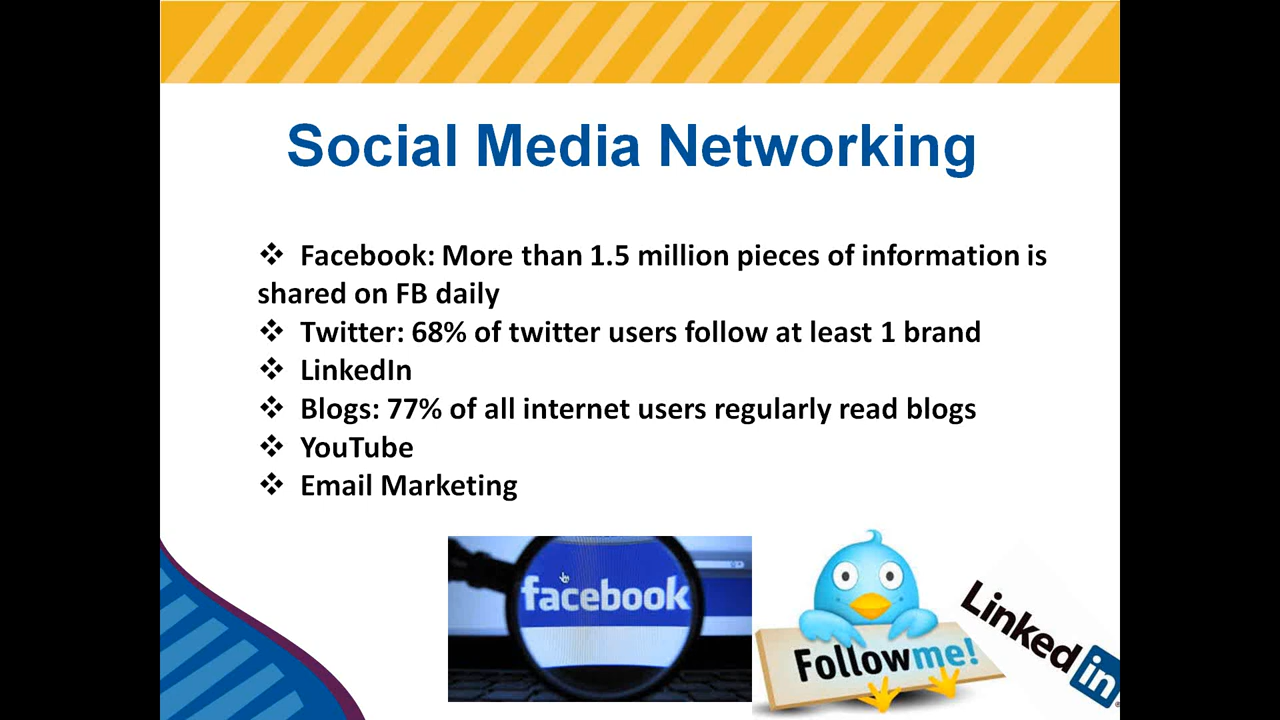 Social Media Networking
❖ Facebook: More than 1.5 million pieces of information is
shared on FB daily
❖ Twitter: 68% of twitter users follow at least 1 brand
❖ LinkedIn
❖ Blogs: 77% of all internet users regularly read blogs
❖ YouTube
❖ Email Marketing
facebook
Followme!
Linkedin